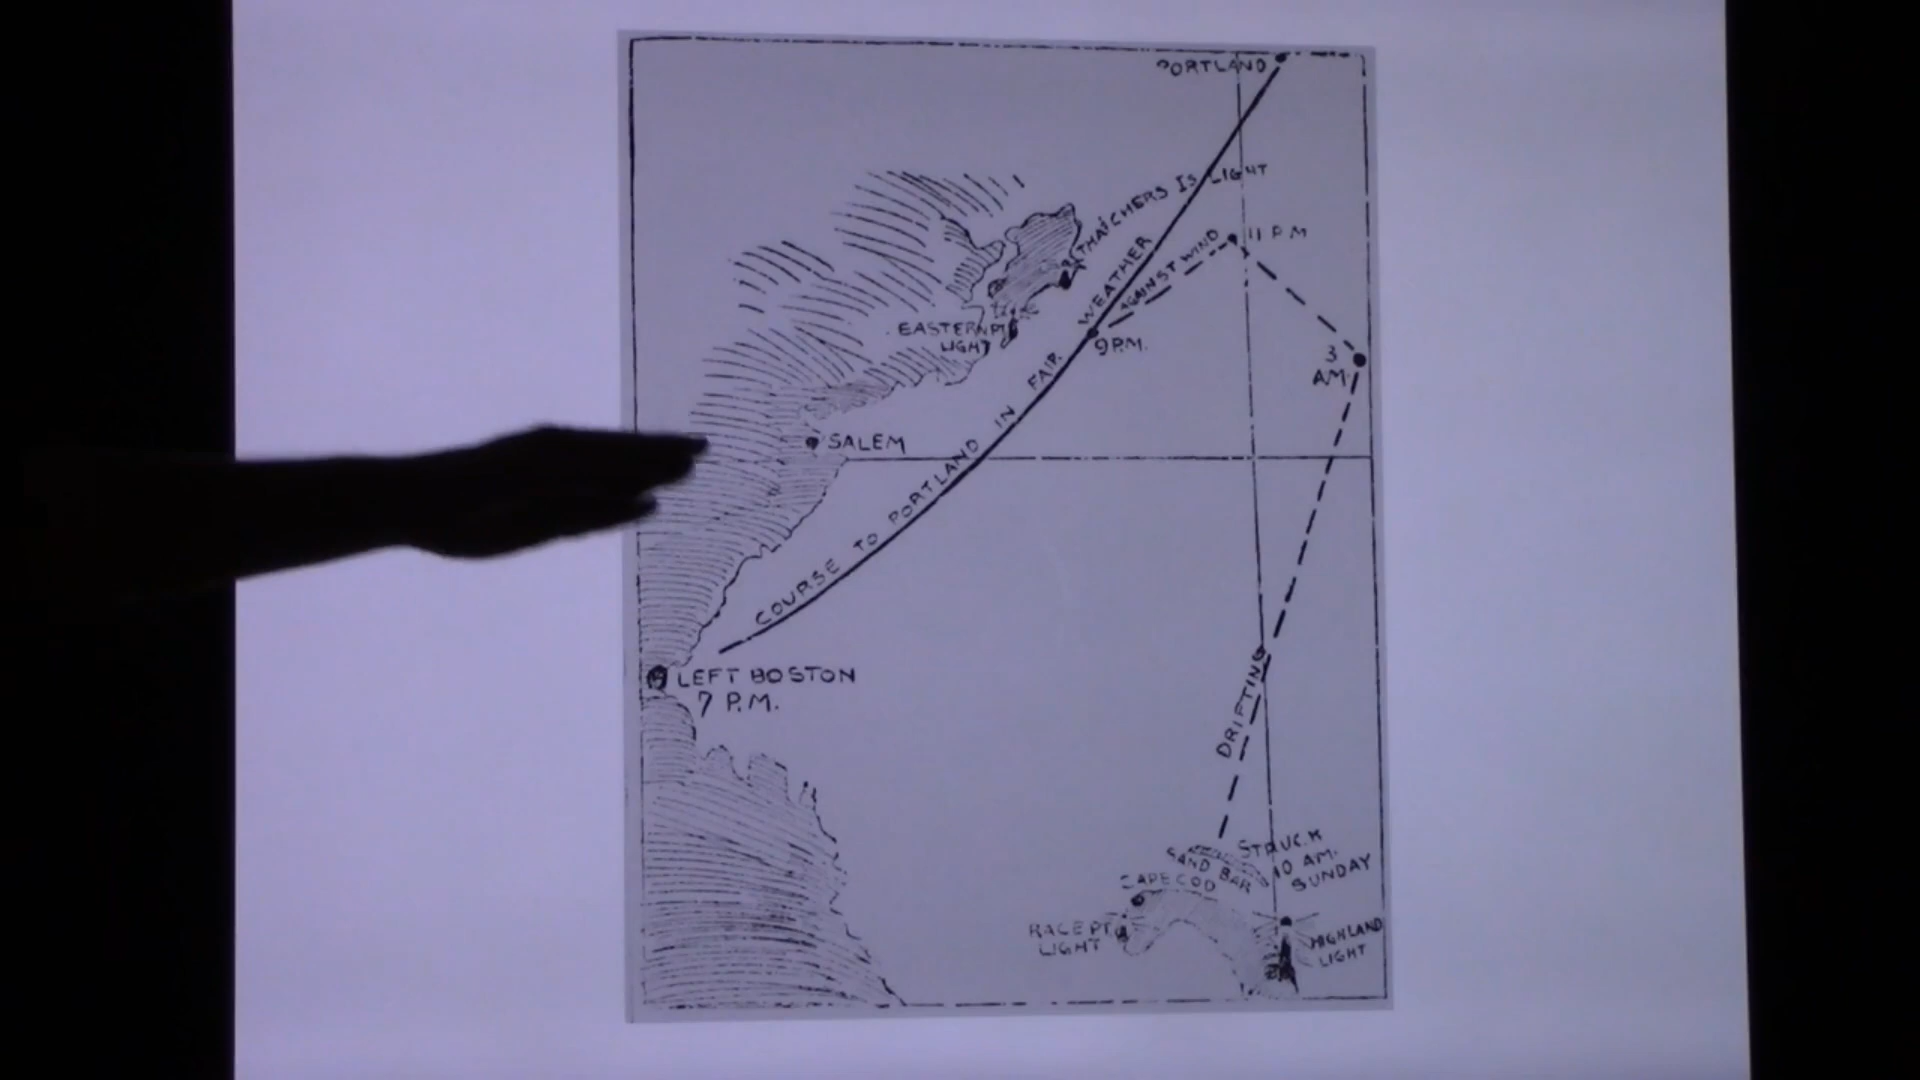 PORTLAND
THATCHERS IS LIGHT
11 P M
AGAINST WIND
EASTERN PT
LIGHT
9 P.M.
3
A.M.
SALEM
COURSE TO PORTLAND IN FAIR WEATHER
LEFT BOSTON
7 P.M.
DRIFTING
STRUCK
10 AM.
SUNDAY
SAND BAR
CAPE COD
RACE PT
LIGHT
HIGHLAND
LIGHT